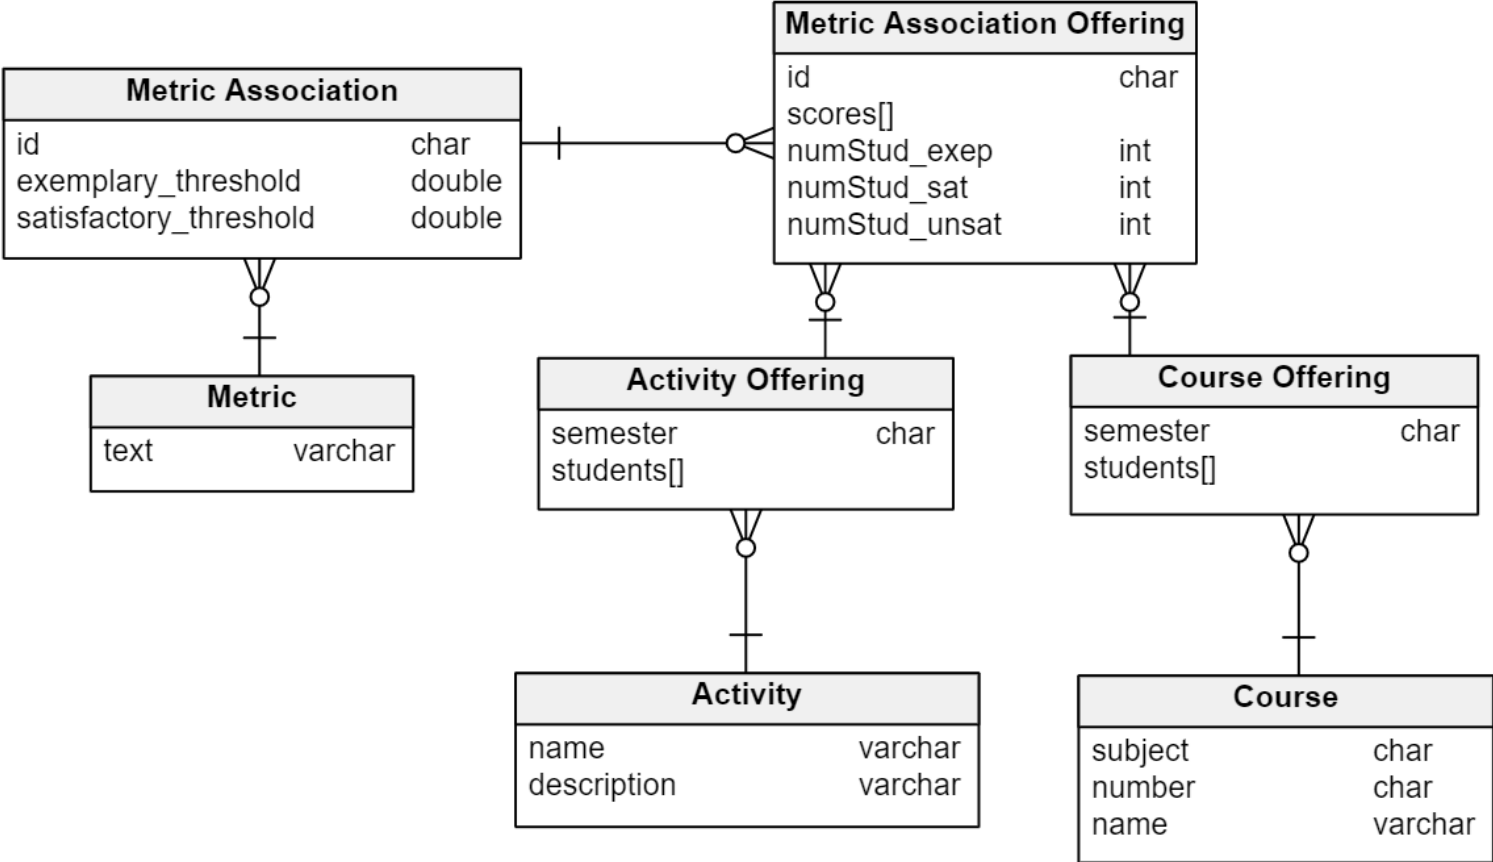 Metric Association Offering
id char
scores[]
numStud_exep int
numStud_sat int
numStud_unsat int
Metric Association
id char
exemplary_threshold double
satisfactory_threshold double
Metric
text varchar
Activity Offering
semester char
students[]
Course Offering
semester char
students[]
Activity
name varchar
description varchar
Course
subject char
number char
name varchar